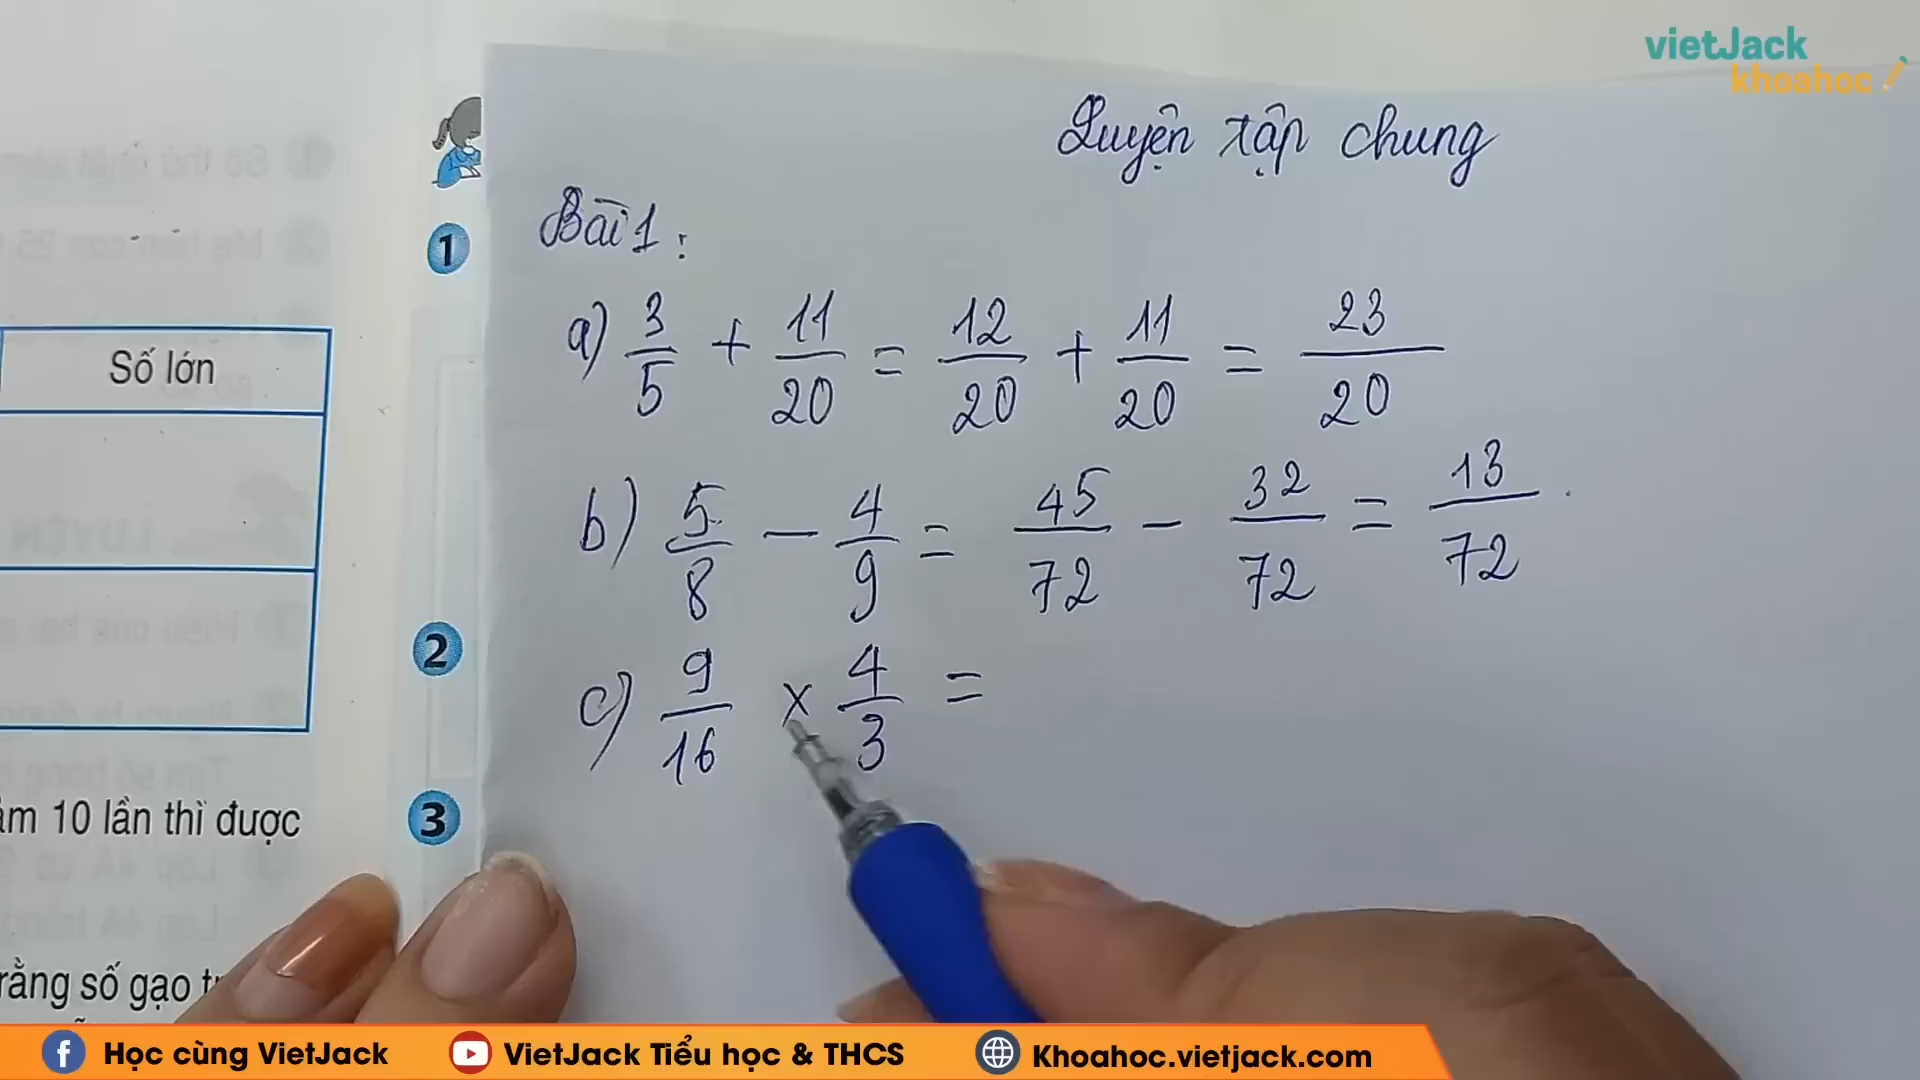 vietJack
khoahoc
Luyện tập chung
Bài 1:
a) 3/5 + 11/20 = 12/20 + 11/20 = 23/20
b) 5/8 - 4/9 = 45/72 - 32/72 = 13/72
c) 9/16 x 4/3 =
1
2
3
Số lớn
10 lần thì được
rằng số gạo
Học cùng VietJack
VietJack Tiểu học & THCS
Khoahoc.vietjack.com